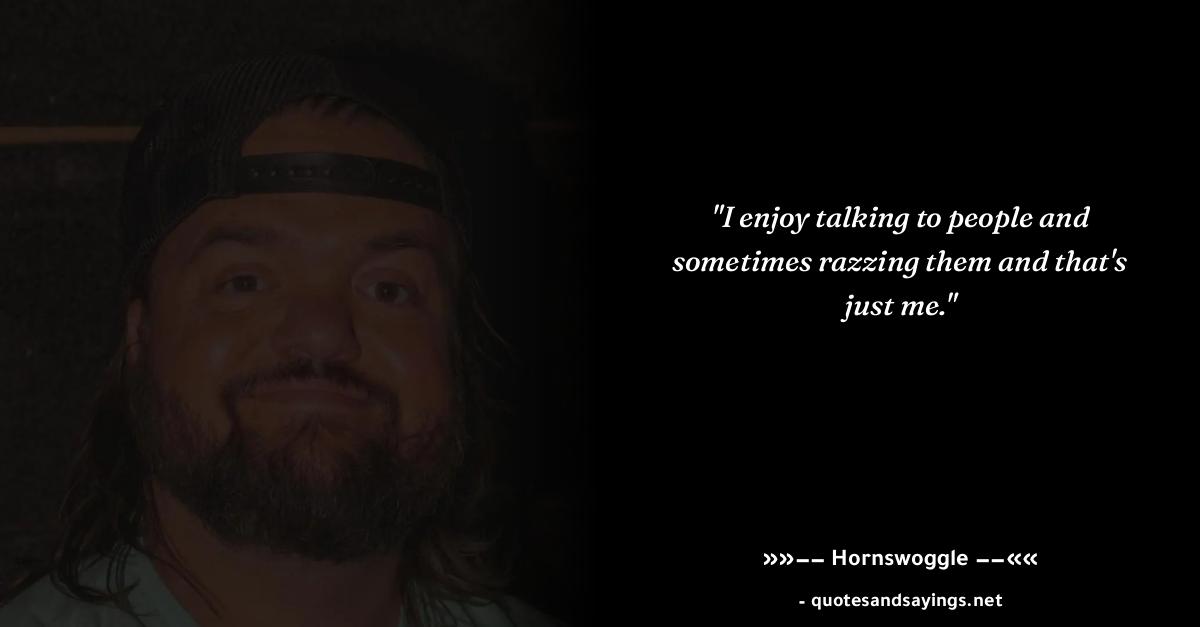 "I enjoy talking to people and
sometimes razzing them and that's
just me."
»»–– Hornswoggle ––««
- quotesandsayings.net